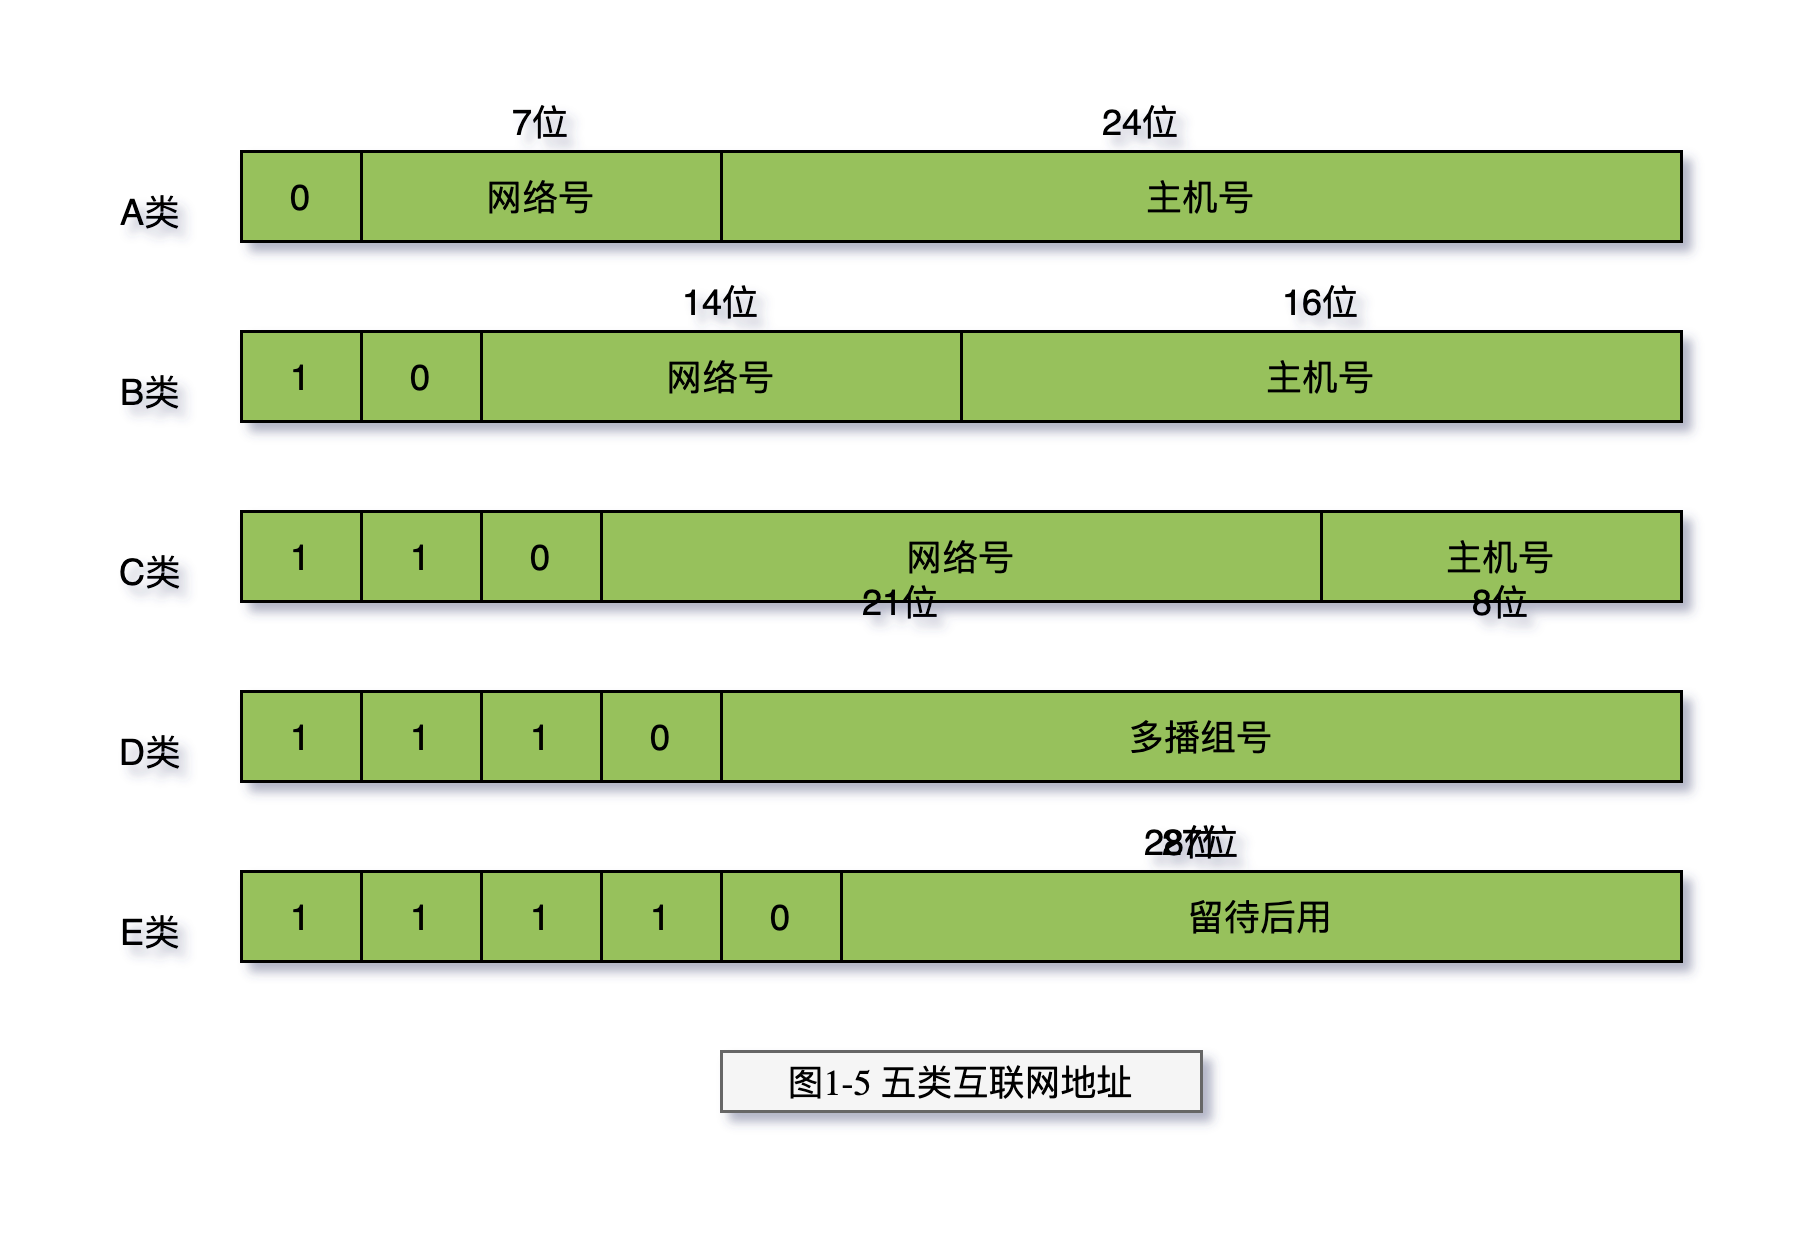 7位 24位
A类 0 网络号 主机号
14位 16位
B类 1 0 网络号 主机号
C类 1 1 0 网络号 主机号
21位 8位
D类 1 1 1 0 多播组号
28位 27位
E类 1 1 1 1 0 留待后用
图1-5 五类互联网地址